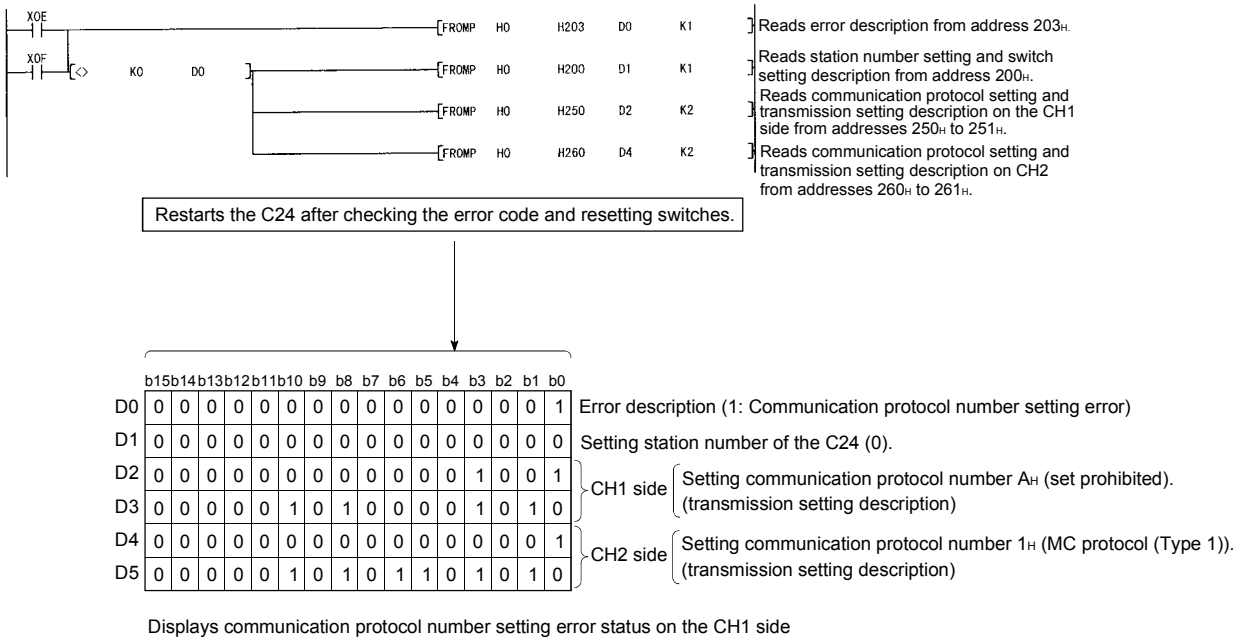 X0E
[FROMP H0 H203 D0 K1 ] Reads error description from address 203H.
X0F
[<> K0 D0 ] [FROMP H0 H200 D1 K1 ] Reads station number setting and switch
setting description from address 200H.
[FROMP H0 H250 D2 K2 ] Reads communication protocol setting and
transmission setting description on the CH1
side from addresses 250H to 251H.
[FROMP H0 H260 D4 K2 ] Reads communication protocol setting and
transmission setting description on CH2
from addresses 260H to 261H.
Restarts the C24 after checking the error code and resetting switches.
b15 b14 b13 b12 b11 b10 b9 b8 b7 b6 b5 b4 b3 b2 b1 b0
D0 0 0 0 0 0 0 0 0 0 0 0 0 0 0 0 1 Error description (1: Communication protocol number setting error)
D1 0 0 0 0 0 0 0 0 0 0 0 0 0 0 0 0 Setting station number of the C24 (0).
D2 0 0 0 0 0 0 0 0 0 0 0 0 1 0 0 1
CH1 side
Setting communication protocol number AH (set prohibited).
D3 0 0 0 0 0 1 0 1 0 0 0 0 1 0 1 0
(transmission setting description)
D4 0 0 0 0 0 0 0 0 0 0 0 0 0 0 0 1
CH2 side
Setting communication protocol number 1H (MC protocol (Type 1)).
D5 0 0 0 0 0 1 0 1 0 1 1 0 1 0 1 0
(transmission setting description)
Displays communication protocol number setting error status on the CH1 side